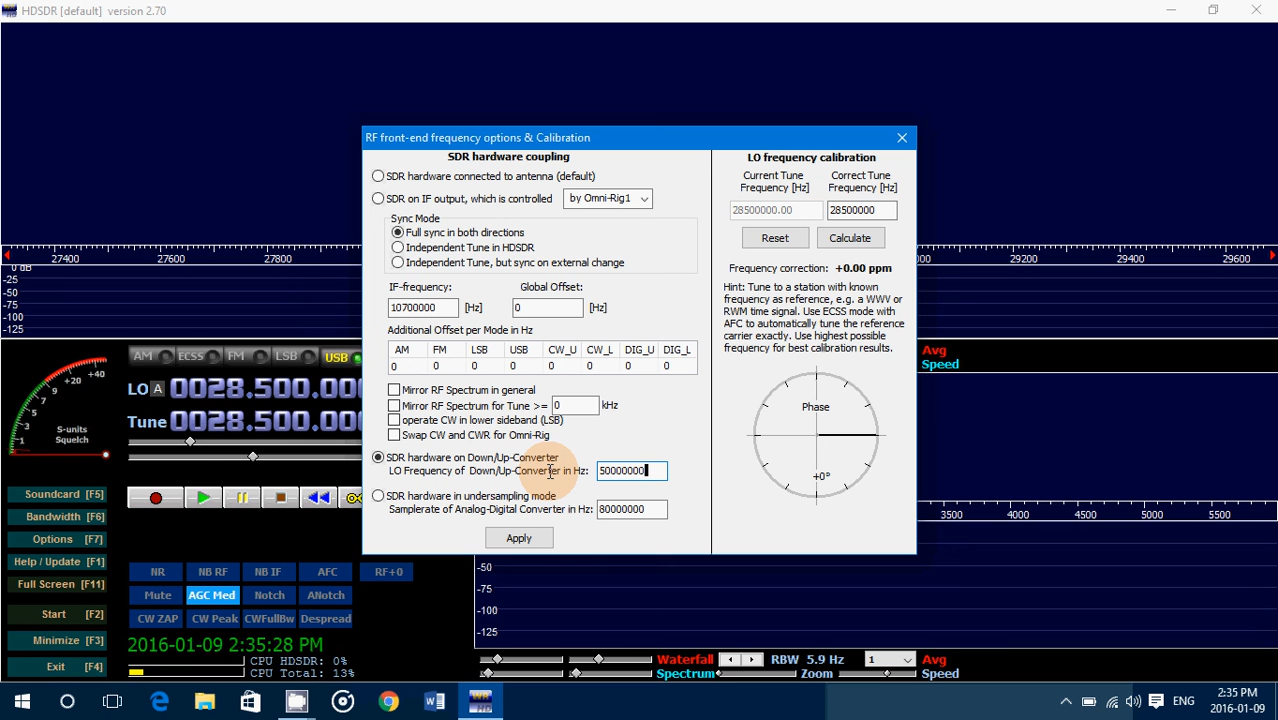 HDSDR [default] version 2.70
RF front-end frequency options & Calibration
SDR hardware coupling
SDR hardware connected to antenna (default)
SDR on IF output, which is controlled by Omni-Rig1
Sync Mode
Full sync in both directions
Independent Tune in HDSDR
Independent Tune, but sync on external change
IF-frequency: Global Offset:
10700000 [Hz] 0 [Hz]
Additional Offset per Mode in Hz
AM FM LSB USB CW_U CW_L DIG_U DIG_L
0 0 0 0 0 0 0 0
Mirror RF Spectrum in general
Mirror RF Spectrum for Tune >= 0 kHz
operate CW in lower sideband (LSB)
Swap CW and CWR for Omni-Rig
SDR hardware on Down/Up-Converter
LO Frequency of Down/Up-Converter in Hz: 50000000
SDR hardware in undersampling mode
Samplerate of Analog-Digital Converter in Hz: 80000000
Apply
LO frequency calibration
Current Tune Frequency [Hz]
Correct Tune Frequency [Hz]
28500000.00 28500000
Reset Calculate
Frequency correction: +0.00 ppm
Hint: Tune to a station with known
frequency as reference, e.g. a WWV or
RWM time signal. Use ECSS mode with
AFC to automatically tune the reference
carrier exactly. Use highest possible
frequency for best calibration results.
Phase
+0°
27400 27600 27800 29200 29400 29600
0 dB
-25
-50
-75
-100
-125
AM ECSS FM LSB USB
LO A 0028.500.00
Tune 0028.500.00
+40
+20
9
7
5
3
1
S-units
Squelch
Avg
Speed
Soundcard [F5]
Bandwidth [F6]
Options [F7]
Help / Update [F1]
Full Screen [F11]
Start [F2]
Minimize [F3]
Exit [F4]
NR NB RF NB IF AFC RF+0
Mute AGC Med Notch ANotch
CW ZAP CW Peak CWFullBw Despread
2016-01-09 2:35:28 PM
CPU HDSDR: 0%
CPU Total: 13%
3500 4000 4500 5000 5500
-50
-75
-100
-125
Waterfall RBW 5.9 Hz 1 Avg
Spectrum Zoom Speed
ENG
2:35 PM
2016-01-09